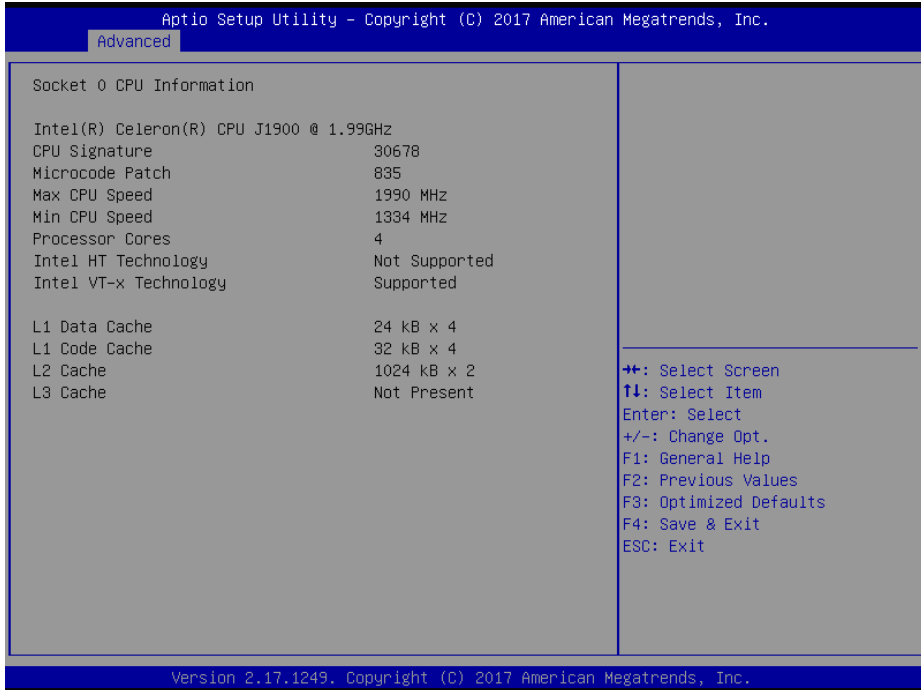 Aptio Setup Utility – Copyright (C) 2017 American Megatrends, Inc.
Advanced
Socket 0 CPU Information
Intel(R) Celeron(R) CPU J1900 @ 1.99GHz
CPU Signature 30678
Microcode Patch 835
Max CPU Speed 1990 MHz
Min CPU Speed 1334 MHz
Processor Cores 4
Intel HT Technology Not Supported
Intel VT-x Technology Supported
L1 Data Cache 24 kB x 4
L1 Code Cache 32 kB x 4
L2 Cache 1024 kB x 2
L3 Cache Not Present
→←: Select Screen
↑↓: Select Item
Enter: Select
+/-: Change Opt.
F1: General Help
F2: Previous Values
F3: Optimized Defaults
F4: Save & Exit
ESC: Exit
Version 2.17.1249. Copyright (C) 2017 American Megatrends, Inc.